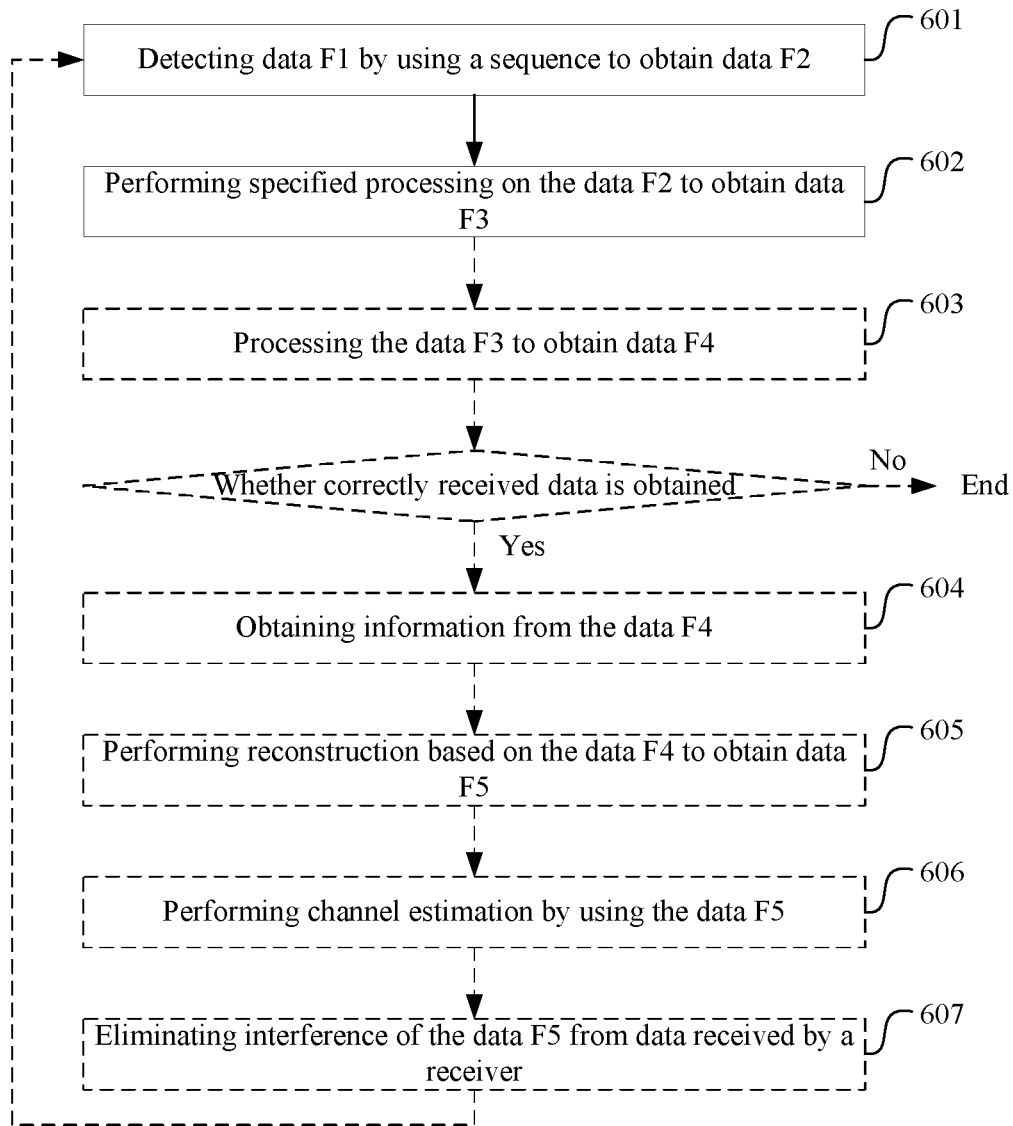 601
Detecting data F1 by using a sequence to obtain data F2
602
Performing specified processing on the data F2 to obtain data
F3
603
Processing the data F3 to obtain data F4
Whether correctly received data is obtained
No
End
Yes
604
Obtaining information from the data F4
605
Performing reconstruction based on the data F4 to obtain data
F5
606
Performing channel estimation by using the data F5
607
Eliminating interference of the data F5 from data received by a
receiver